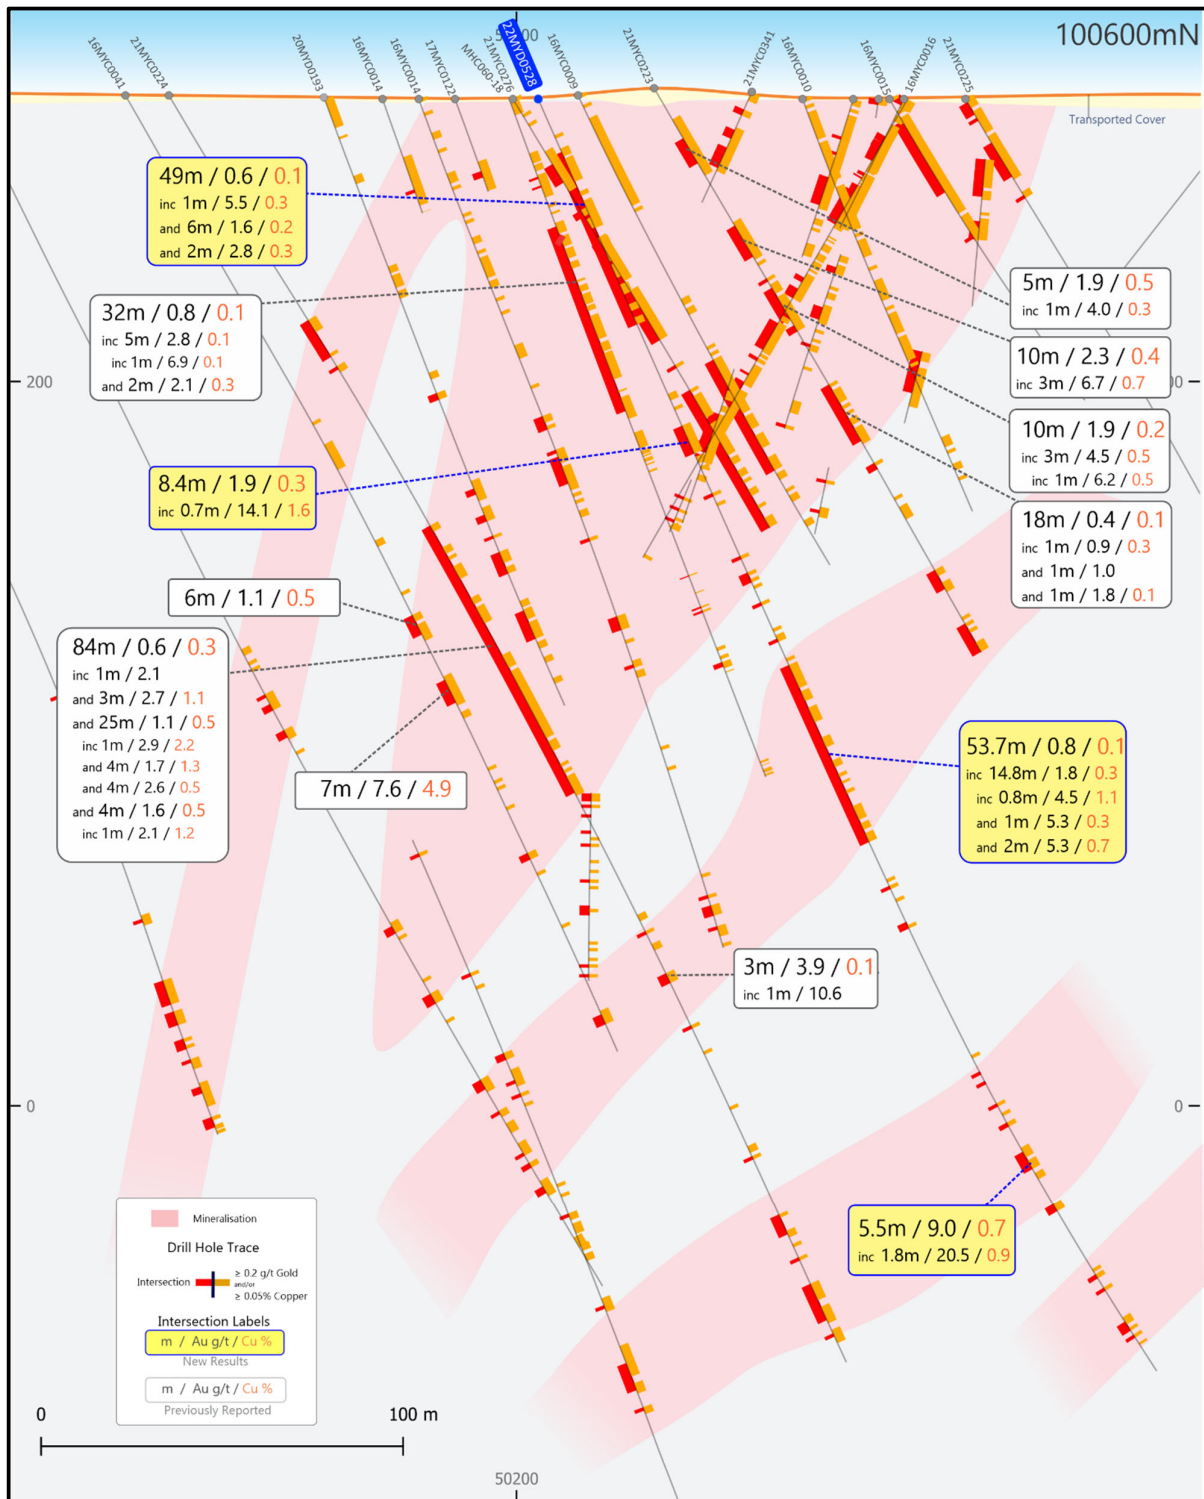 100600mN
16MYC0041
21MYC0224
20MYD0193
16MYC0014
16MYC0014
17MYC0122
MHC060-18
21MYC0276
22MYD0528
16MYC0009
21MYC0223
21MYC0341
16MYC0010
16MYC0015
16MYC0016
21MYC0225
Transported Cover
49m / 0.6 / 0.1
inc 1m / 5.5 / 0.3
and 6m / 1.6 / 0.2
and 2m / 2.8 / 0.3
32m / 0.8 / 0.1
inc 5m / 2.8 / 0.1
inc 1m / 6.9 / 0.1
and 2m / 2.1 / 0.3
5m / 1.9 / 0.5
inc 1m / 4.0 / 0.3
10m / 2.3 / 0.4
inc 3m / 6.7 / 0.7
200
10m / 1.9 / 0.2
inc 3m / 4.5 / 0.5
inc 1m / 6.2 / 0.5
8.4m / 1.9 / 0.3
inc 0.7m / 14.1 / 1.6
18m / 0.4 / 0.1
inc 1m / 0.9 / 0.3
and 1m / 1.0
and 1m / 1.8 / 0.1
6m / 1.1 / 0.5
84m / 0.6 / 0.3
inc 1m / 2.1
and 3m / 2.7 / 1.1
and 25m / 1.1 / 0.5
inc 1m / 2.9 / 2.2
and 4m / 1.7 / 1.3
and 4m / 2.6 / 0.5
and 4m / 1.6 / 0.5
inc 1m / 2.1 / 1.2
7m / 7.6 / 4.9
53.7m / 0.8 / 0.1
inc 14.8m / 1.8 / 0.3
inc 0.8m / 4.5 / 1.1
and 1m / 5.3 / 0.3
and 2m / 5.3 / 0.7
3m / 3.9 / 0.1
inc 1m / 10.6
0
0
5.5m / 9.0 / 0.7
inc 1.8m / 20.5 / 0.9
Mineralisation
Drill Hole Trace
Intersection
≥ 0.2 g/t Gold
and/or
≥ 0.05% Copper
Intersection Labels
m / Au g/t / Cu %
New Results
m / Au g/t / Cu %
Previously Reported
0
100 m
50200